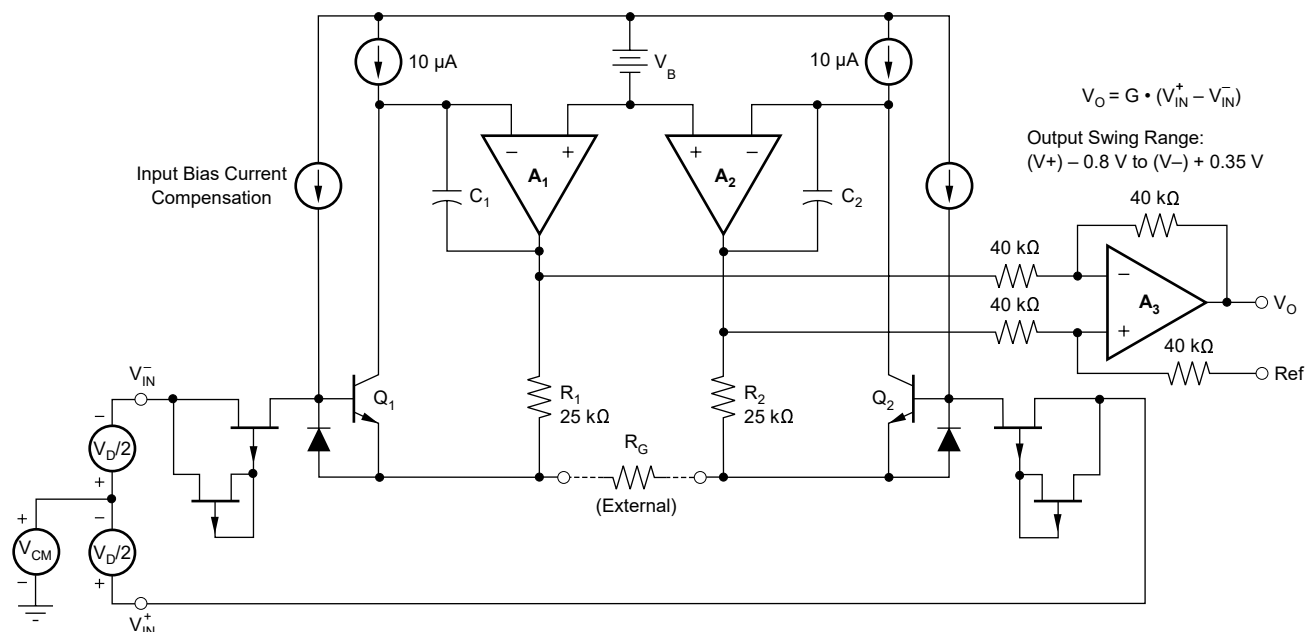 10 µA
V_B
10 µA
V_O = G • (V_IN^+ – V_IN^–)
Output Swing Range:
(V+) – 0.8 V to (V–) + 0.35 V
Input Bias Current
Compensation
– +
A_1
+ –
A_2
C_1
C_2
40 kΩ
40 kΩ
–
A_3
V_O
40 kΩ
+
40 kΩ
Ref
V_IN^–
Q_1
R_1
25 kΩ
R_2
25 kΩ
Q_2
–
V_D/2
+
R_G
(External)
+
V_CM
–
–
V_D/2
+
V_IN^+